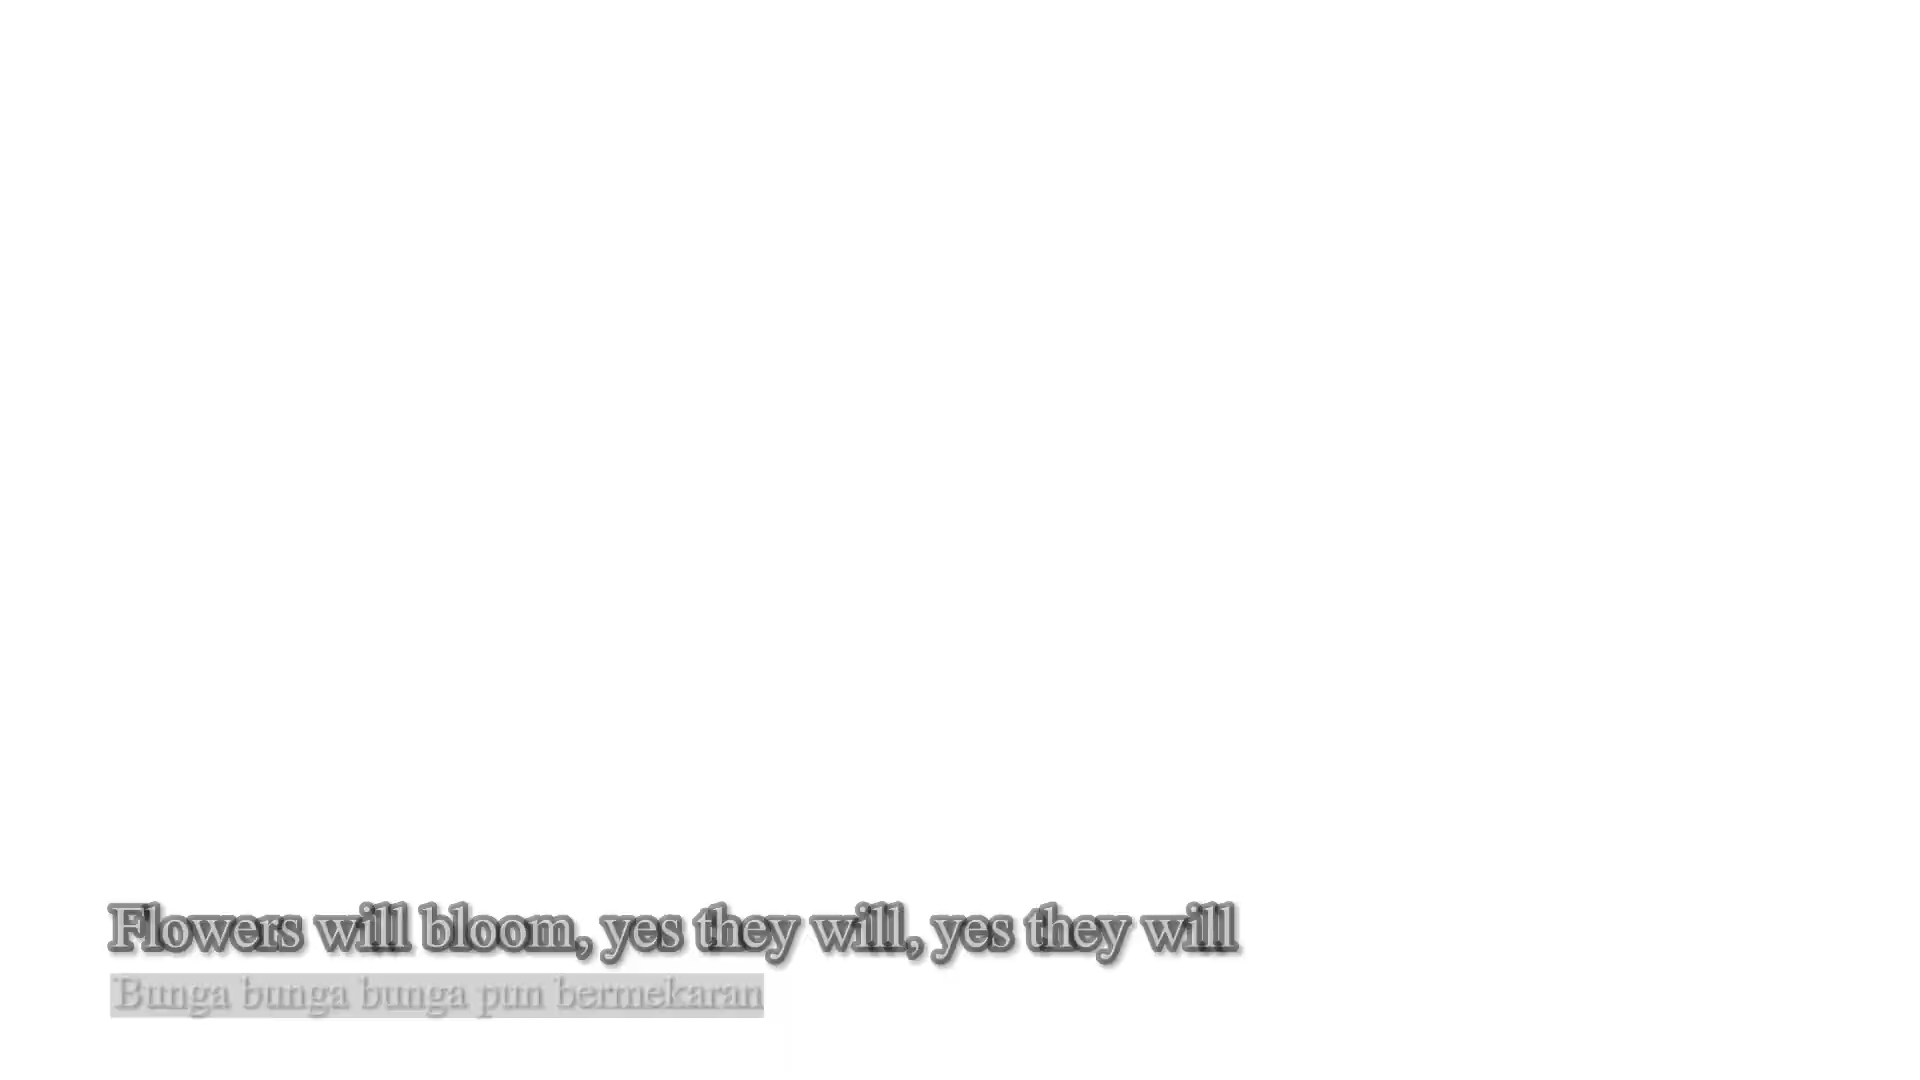 Flowers will bloom, yes they will, yes they will
Bunga bunga bunga pun bermekaran